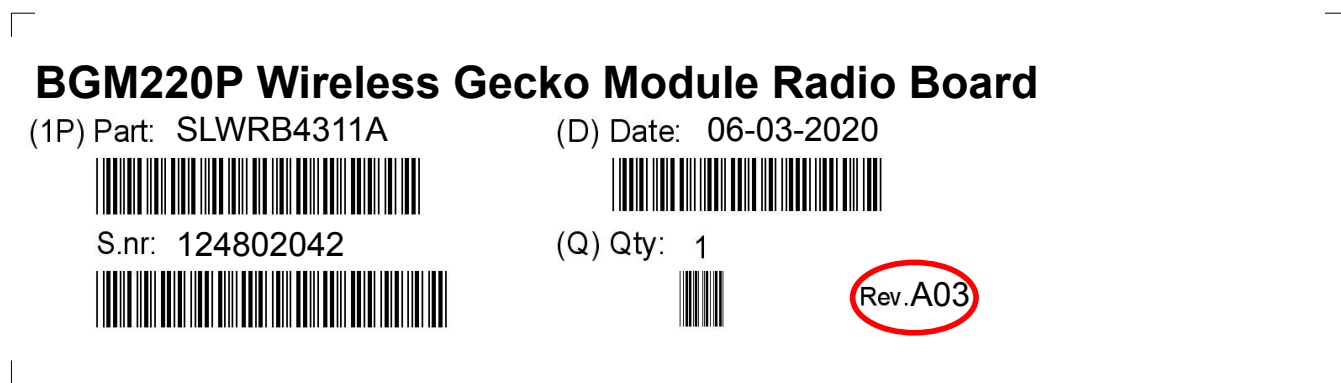 BGM220P Wireless Gecko Module Radio Board
(1P) Part: SLWRB4311A (D) Date: 06-03-2020
S.nr: 124802042 (Q) Qty: 1
Rev.A03